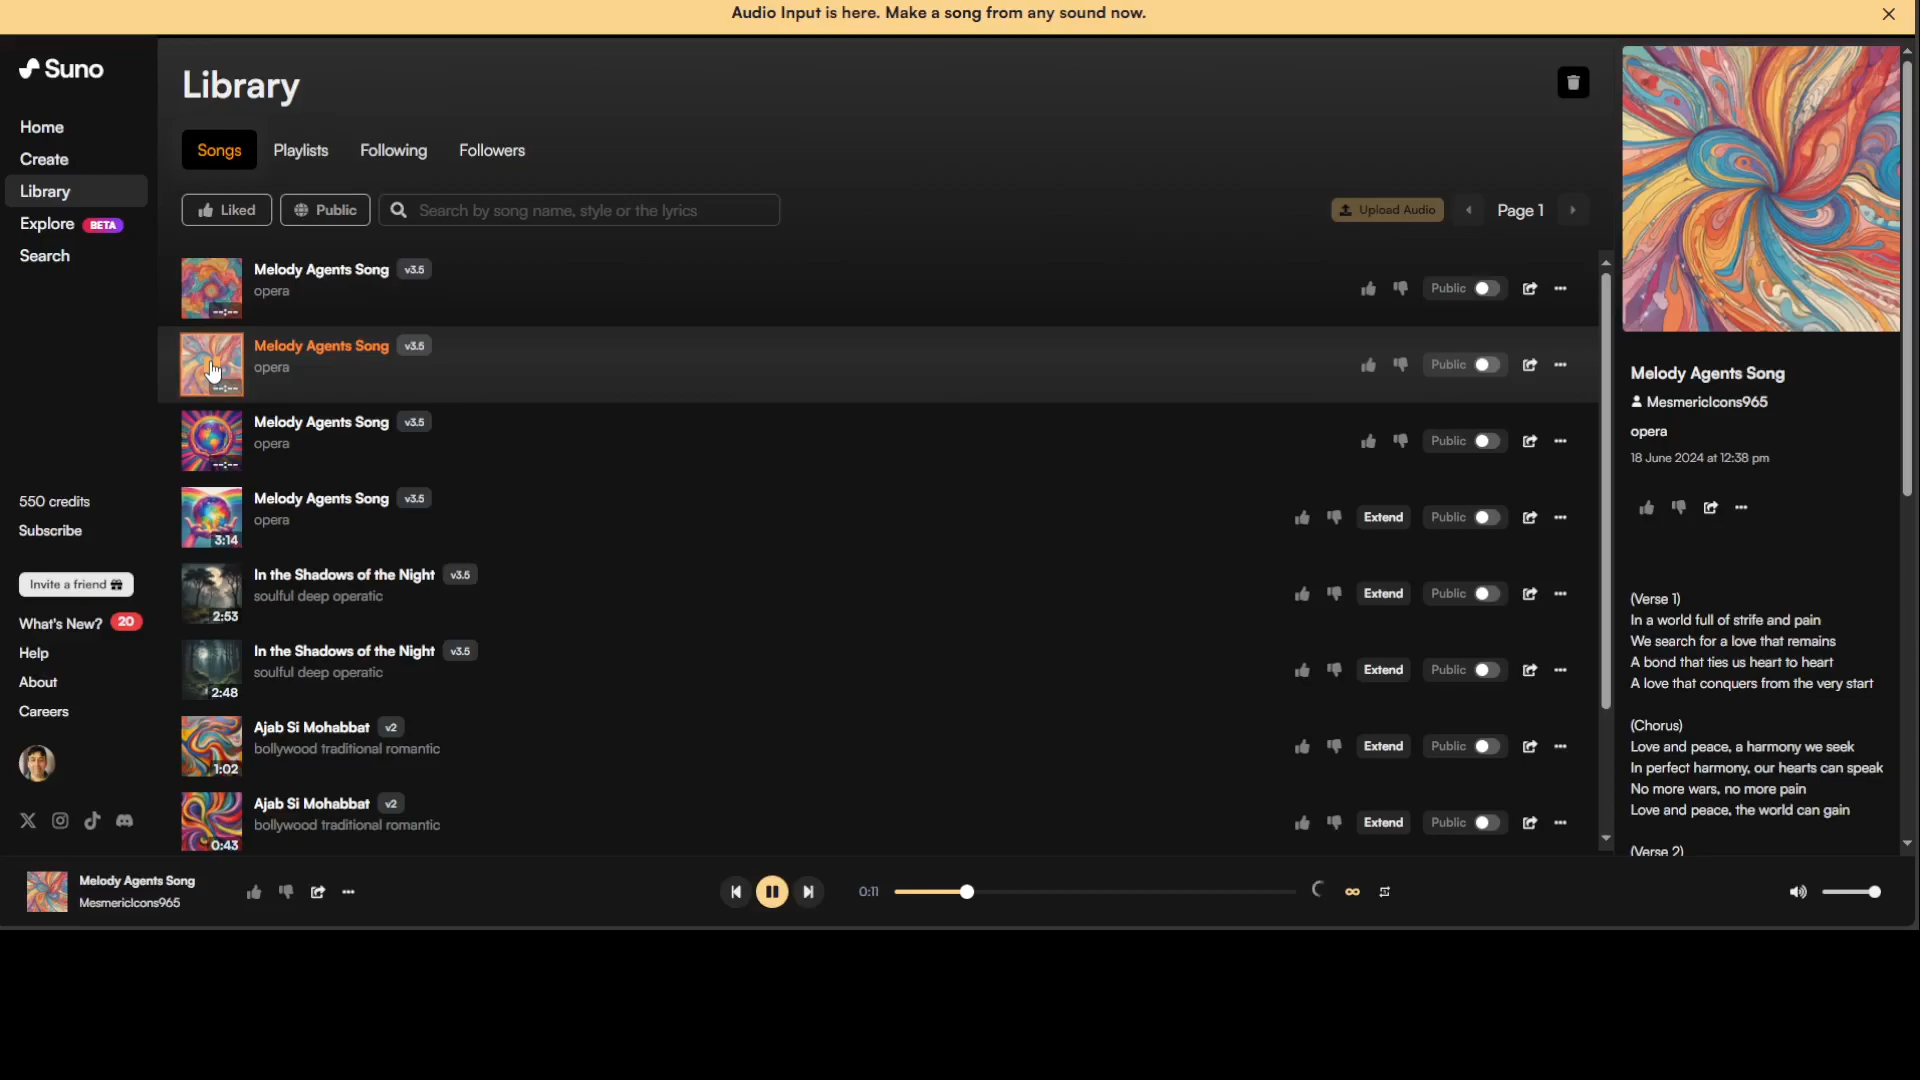 Audio Input is here. Make a song from any sound now.
Suno
Home
Create
Library
Explore BETA
Search
550 credits
Subscribe
Invite a friend
What's New? 20
Help
About
Careers
Library
Songs Playlists Following Followers
Liked Public Search by song name, style or the lyrics
Upload Audio Page 1
Melody Agents Song v3.5
opera
--:--
Public
Melody Agents Song v3.5
opera
--:--
Public
Melody Agents Song v3.5
opera
--:--
Public
Melody Agents Song v3.5
opera
3:14
Extend Public
In the Shadows of the Night v3.5
soulful deep operatic
2:53
Extend Public
In the Shadows of the Night v3.5
soulful deep operatic
2:48
Extend Public
Ajab Si Mohabbat v2
bollywood traditional romantic
1:02
Extend Public
Ajab Si Mohabbat v2
bollywood traditional romantic
0:43
Extend Public
Melody Agents Song
MesmericIcons965
opera
18 June 2024 at 12:38 pm
(Verse 1)
In a world full of strife and pain
We search for a love that remains
A bond that ties us heart to heart
A love that conquers from the very start
(Chorus)
Love and peace, a harmony we seek
In perfect harmony, our hearts can speak
No more wars, no more pain
Love and peace, the world can gain
(Verse 2)
Melody Agents Song
MesmericIcons965
0:11